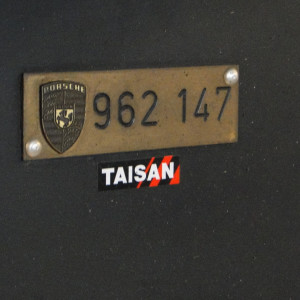 PORSCHE
962 147
TAISAN